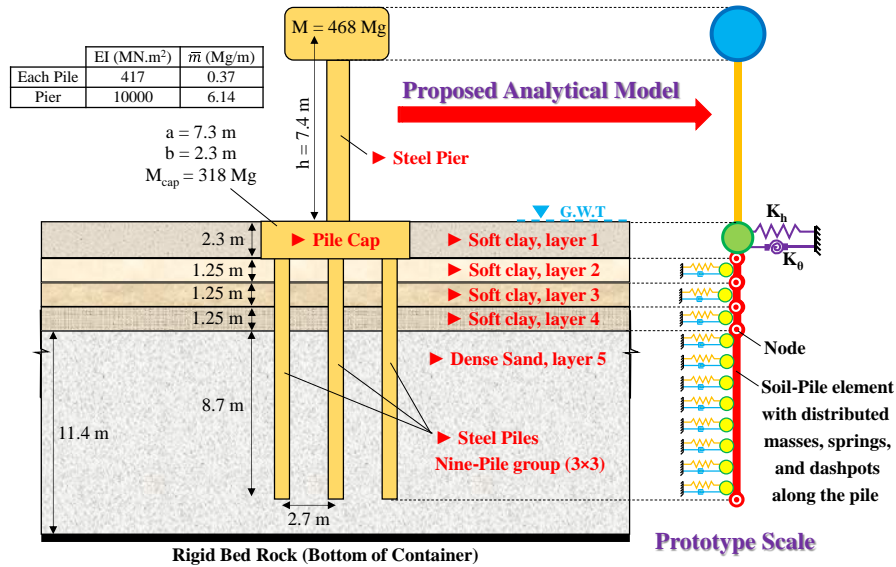 M = 468 Mg
EI (MN.m²) m̅ (Mg/m)
Each Pile 417 0.37
Pier 10000 6.14
Proposed Analytical Model
h = 7.4 m
a = 7.3 m
b = 2.3 m
M_cap = 318 Mg
► Steel Pier
G.W.T
K_h
2.3 m
► Pile Cap
► Soft clay, layer 1
K_θ
1.25 m
► Soft clay, layer 2
1.25 m
► Soft clay, layer 3
1.25 m
► Soft clay, layer 4
Node
► Dense Sand, layer 5
Soil-Pile element
with distributed
masses, springs,
and dashpots
along the pile
8.7 m
11.4 m
► Steel Piles
Nine-Pile group (3×3)
2.7 m
Prototype Scale
Rigid Bed Rock (Bottom of Container)